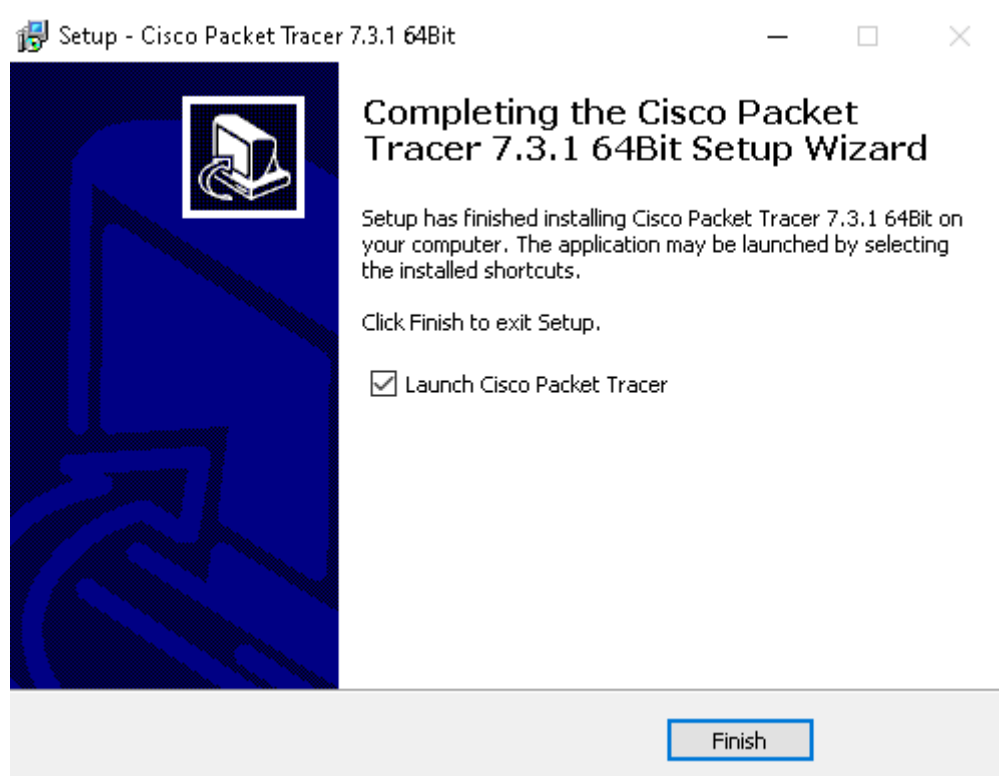 Setup - Cisco Packet Tracer 7.3.1 64Bit
Completing the Cisco Packet
Tracer 7.3.1 64Bit Setup Wizard
Setup has finished installing Cisco Packet Tracer 7.3.1 64Bit on
your computer. The application may be launched by selecting
the installed shortcuts.
Click Finish to exit Setup.
Launch Cisco Packet Tracer
Finish